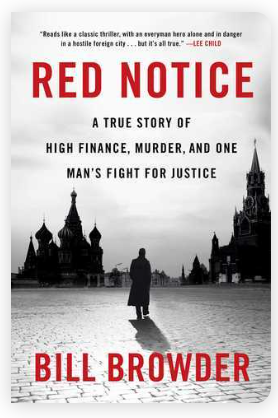 "Reads like a classic thriller, with an everyman hero alone and in danger
in a hostile foreign city . . . but it's all true." —LEE CHILD
RED NOTICE
A TRUE STORY OF
HIGH FINANCE, MURDER, AND ONE
MAN'S FIGHT FOR JUSTICE
BILL BROWDER